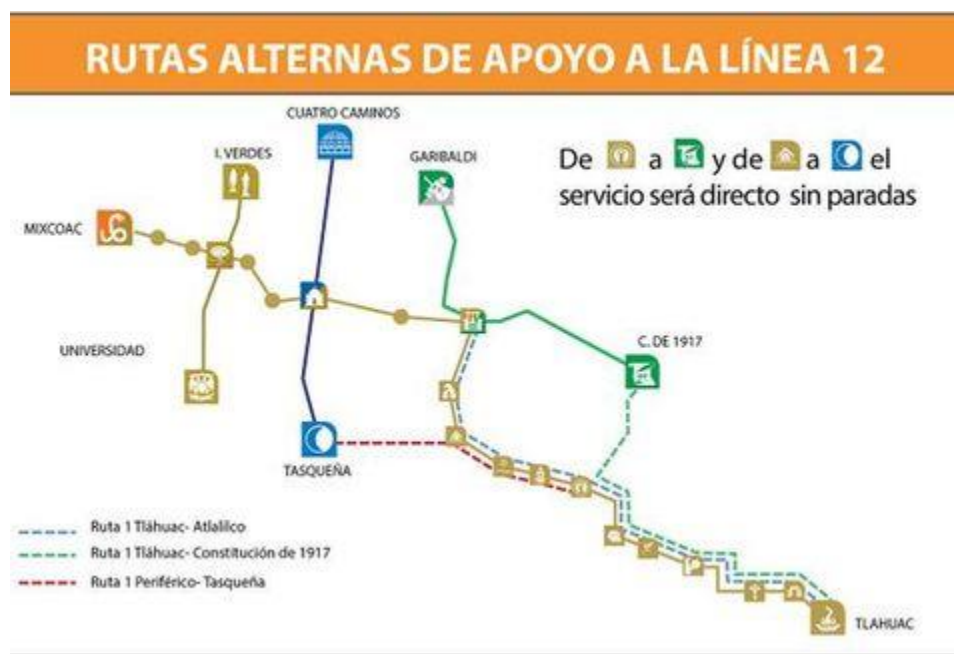 RUTAS ALTERNAS DE APOYO A LA LÍNEA 12
CUATRO CAMINOS
I. VERDES
GARIBALDI
De a y de a el
servicio será directo sin paradas
MIXCOAC
UNIVERSIDAD
C. DE 1917
TASQUEÑA
Ruta 1 Tláhuac- Atlalilco
Ruta 1 Tláhuac- Constitución de 1917
Ruta 1 Periférico- Tasqueña
TLAHUAC